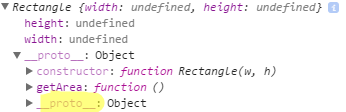 ▼ Rectangle {width: undefined, height: undefined} i
height: undefined
width: undefined
▼ __proto__: Object
▶ constructor: function Rectangle(w, h)
▶ getArea: function ()
▶ __proto__: Object